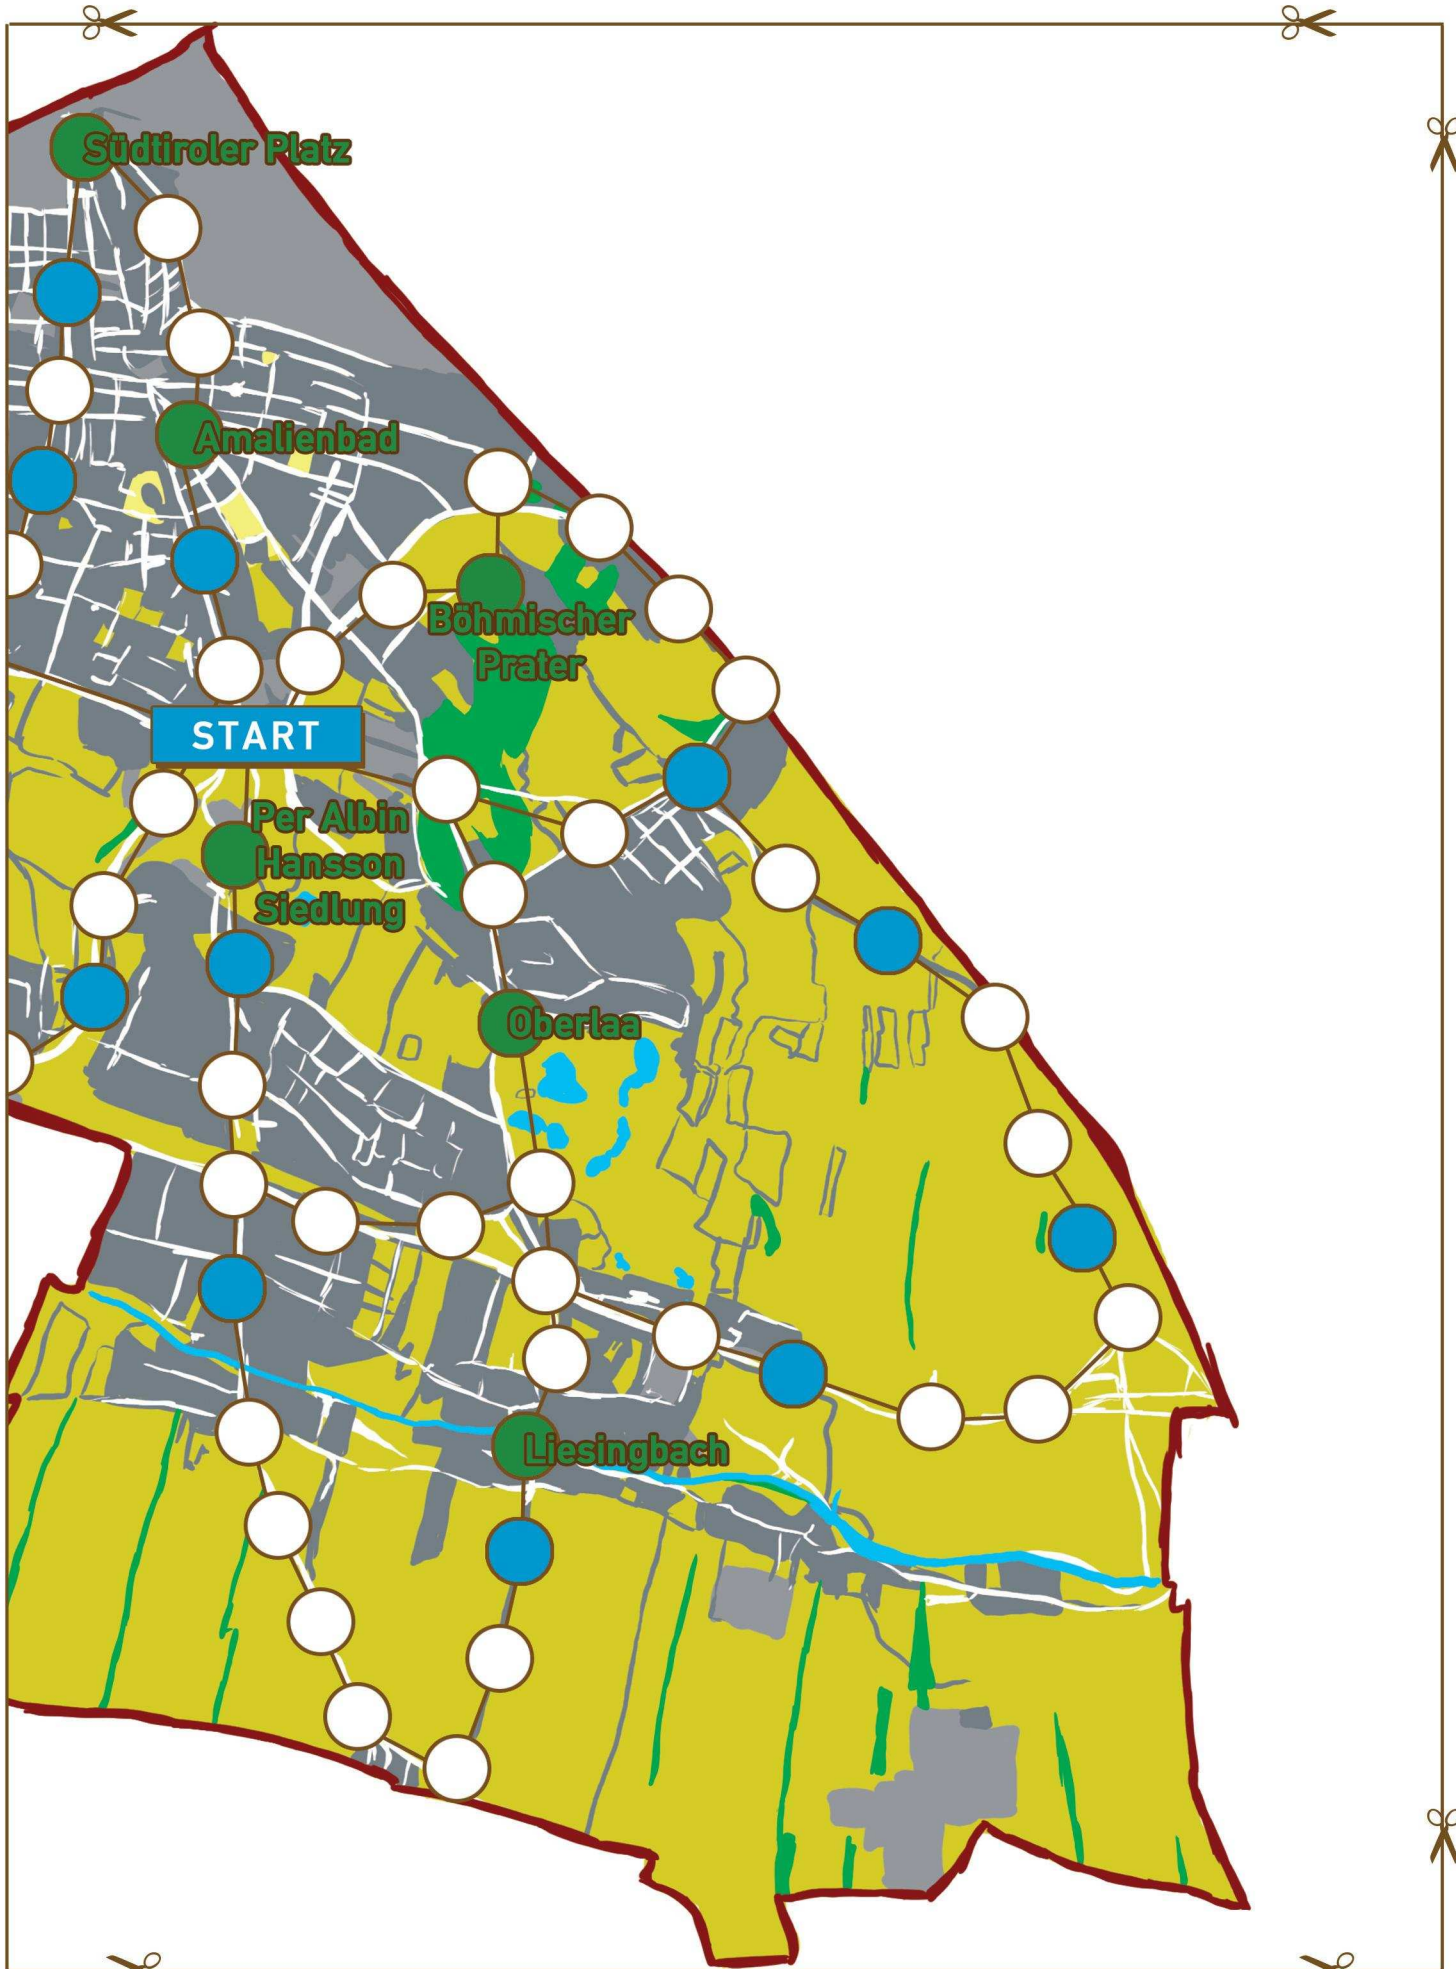 Südtiroler Platz
Amalienbad
Böhmischer
Prater
START
Per Albin
Hansson
Siedlung
Oberlaa
Liesingbach